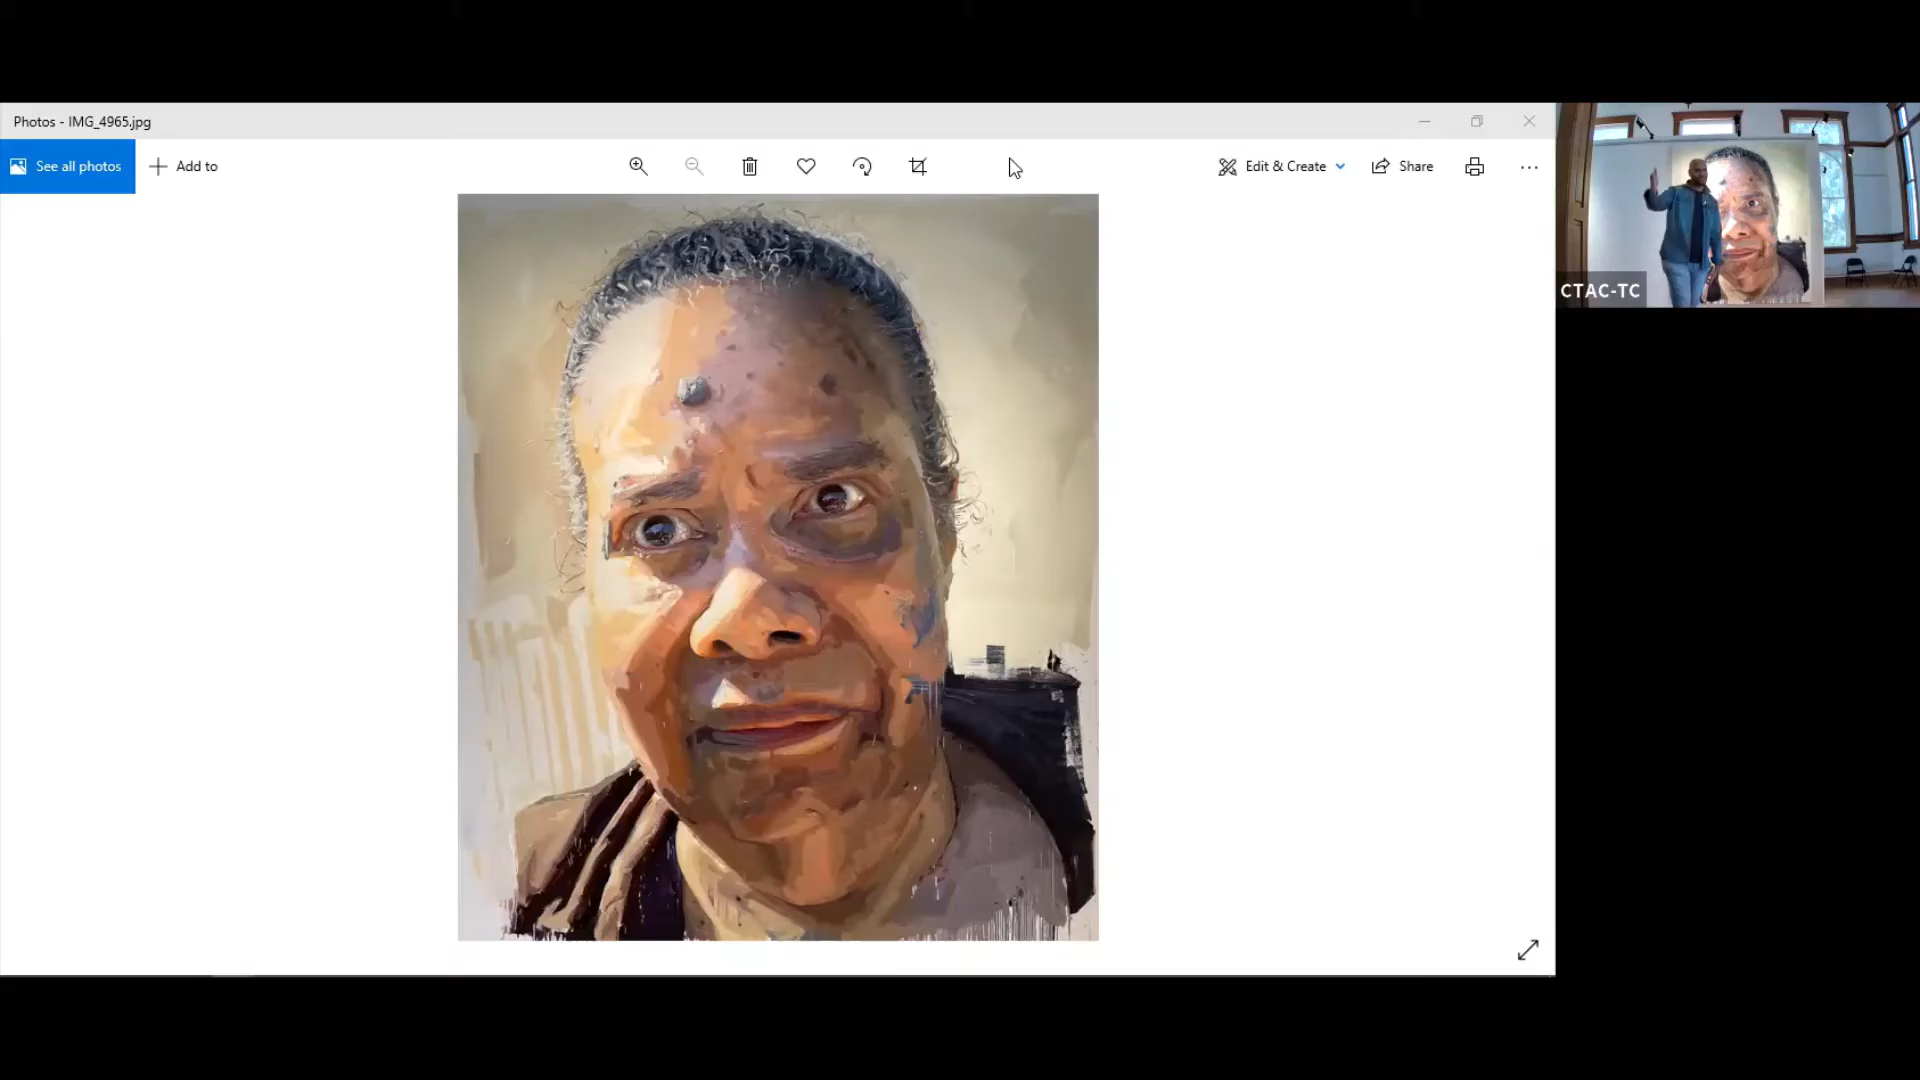 Photos - IMG_4965.jpg
See all photos
Add to
Edit & Create
Share
CTAC-TC